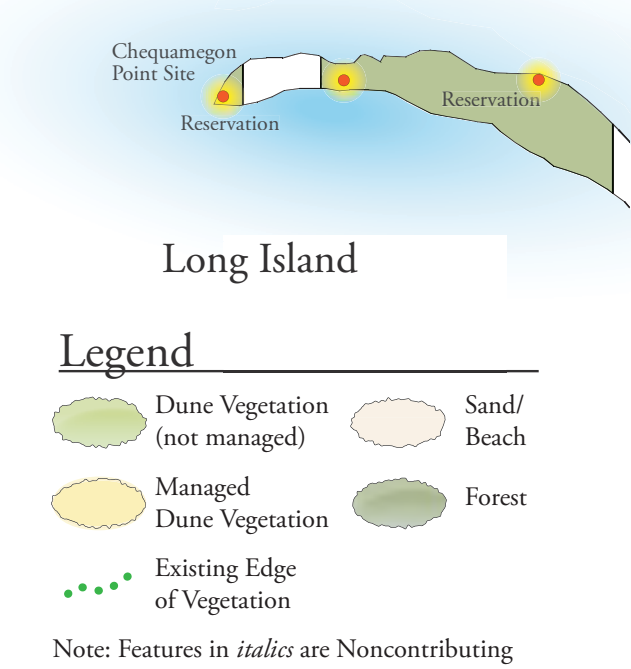 Chequamegon
Point Site
Reservation
Reservation
Long Island
Legend
Dune Vegetation
(not managed)
Sand/
Beach
Managed
Dune Vegetation
Forest
Existing Edge
of Vegetation
Note: Features in italics are Noncontributing